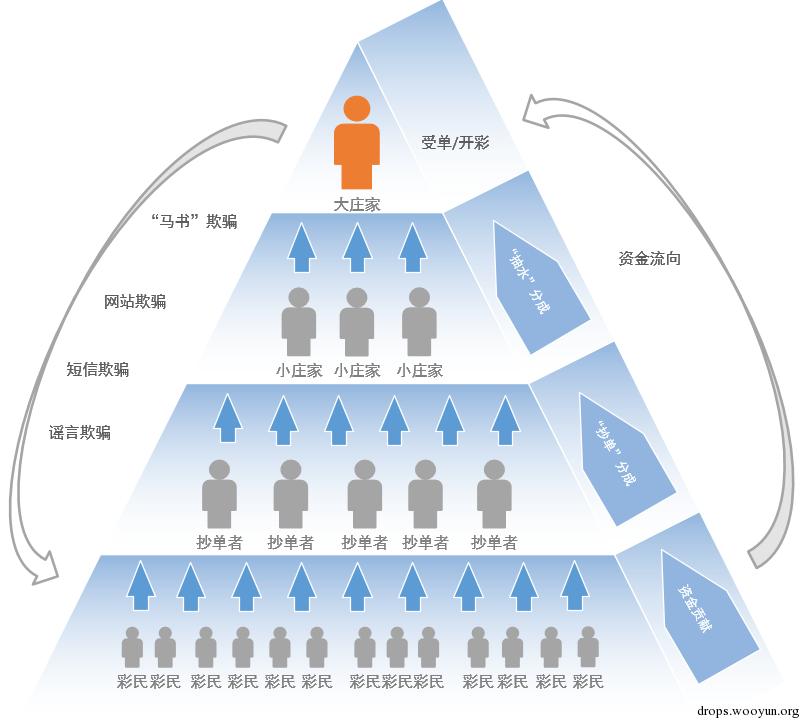 受单/开彩
大庄家
“马书”欺骗
资金流向
“抽水”分成
网站欺骗
短信欺骗
小庄家 小庄家 小庄家
谣言欺骗
“抄单”分成
抄单者 抄单者 抄单者 抄单者 抄单者
资金贡献
彩民 彩民 彩民 彩民 彩民 彩民 彩民 彩民 彩民 彩民 彩民 彩民 彩民
drops.wooyun.org